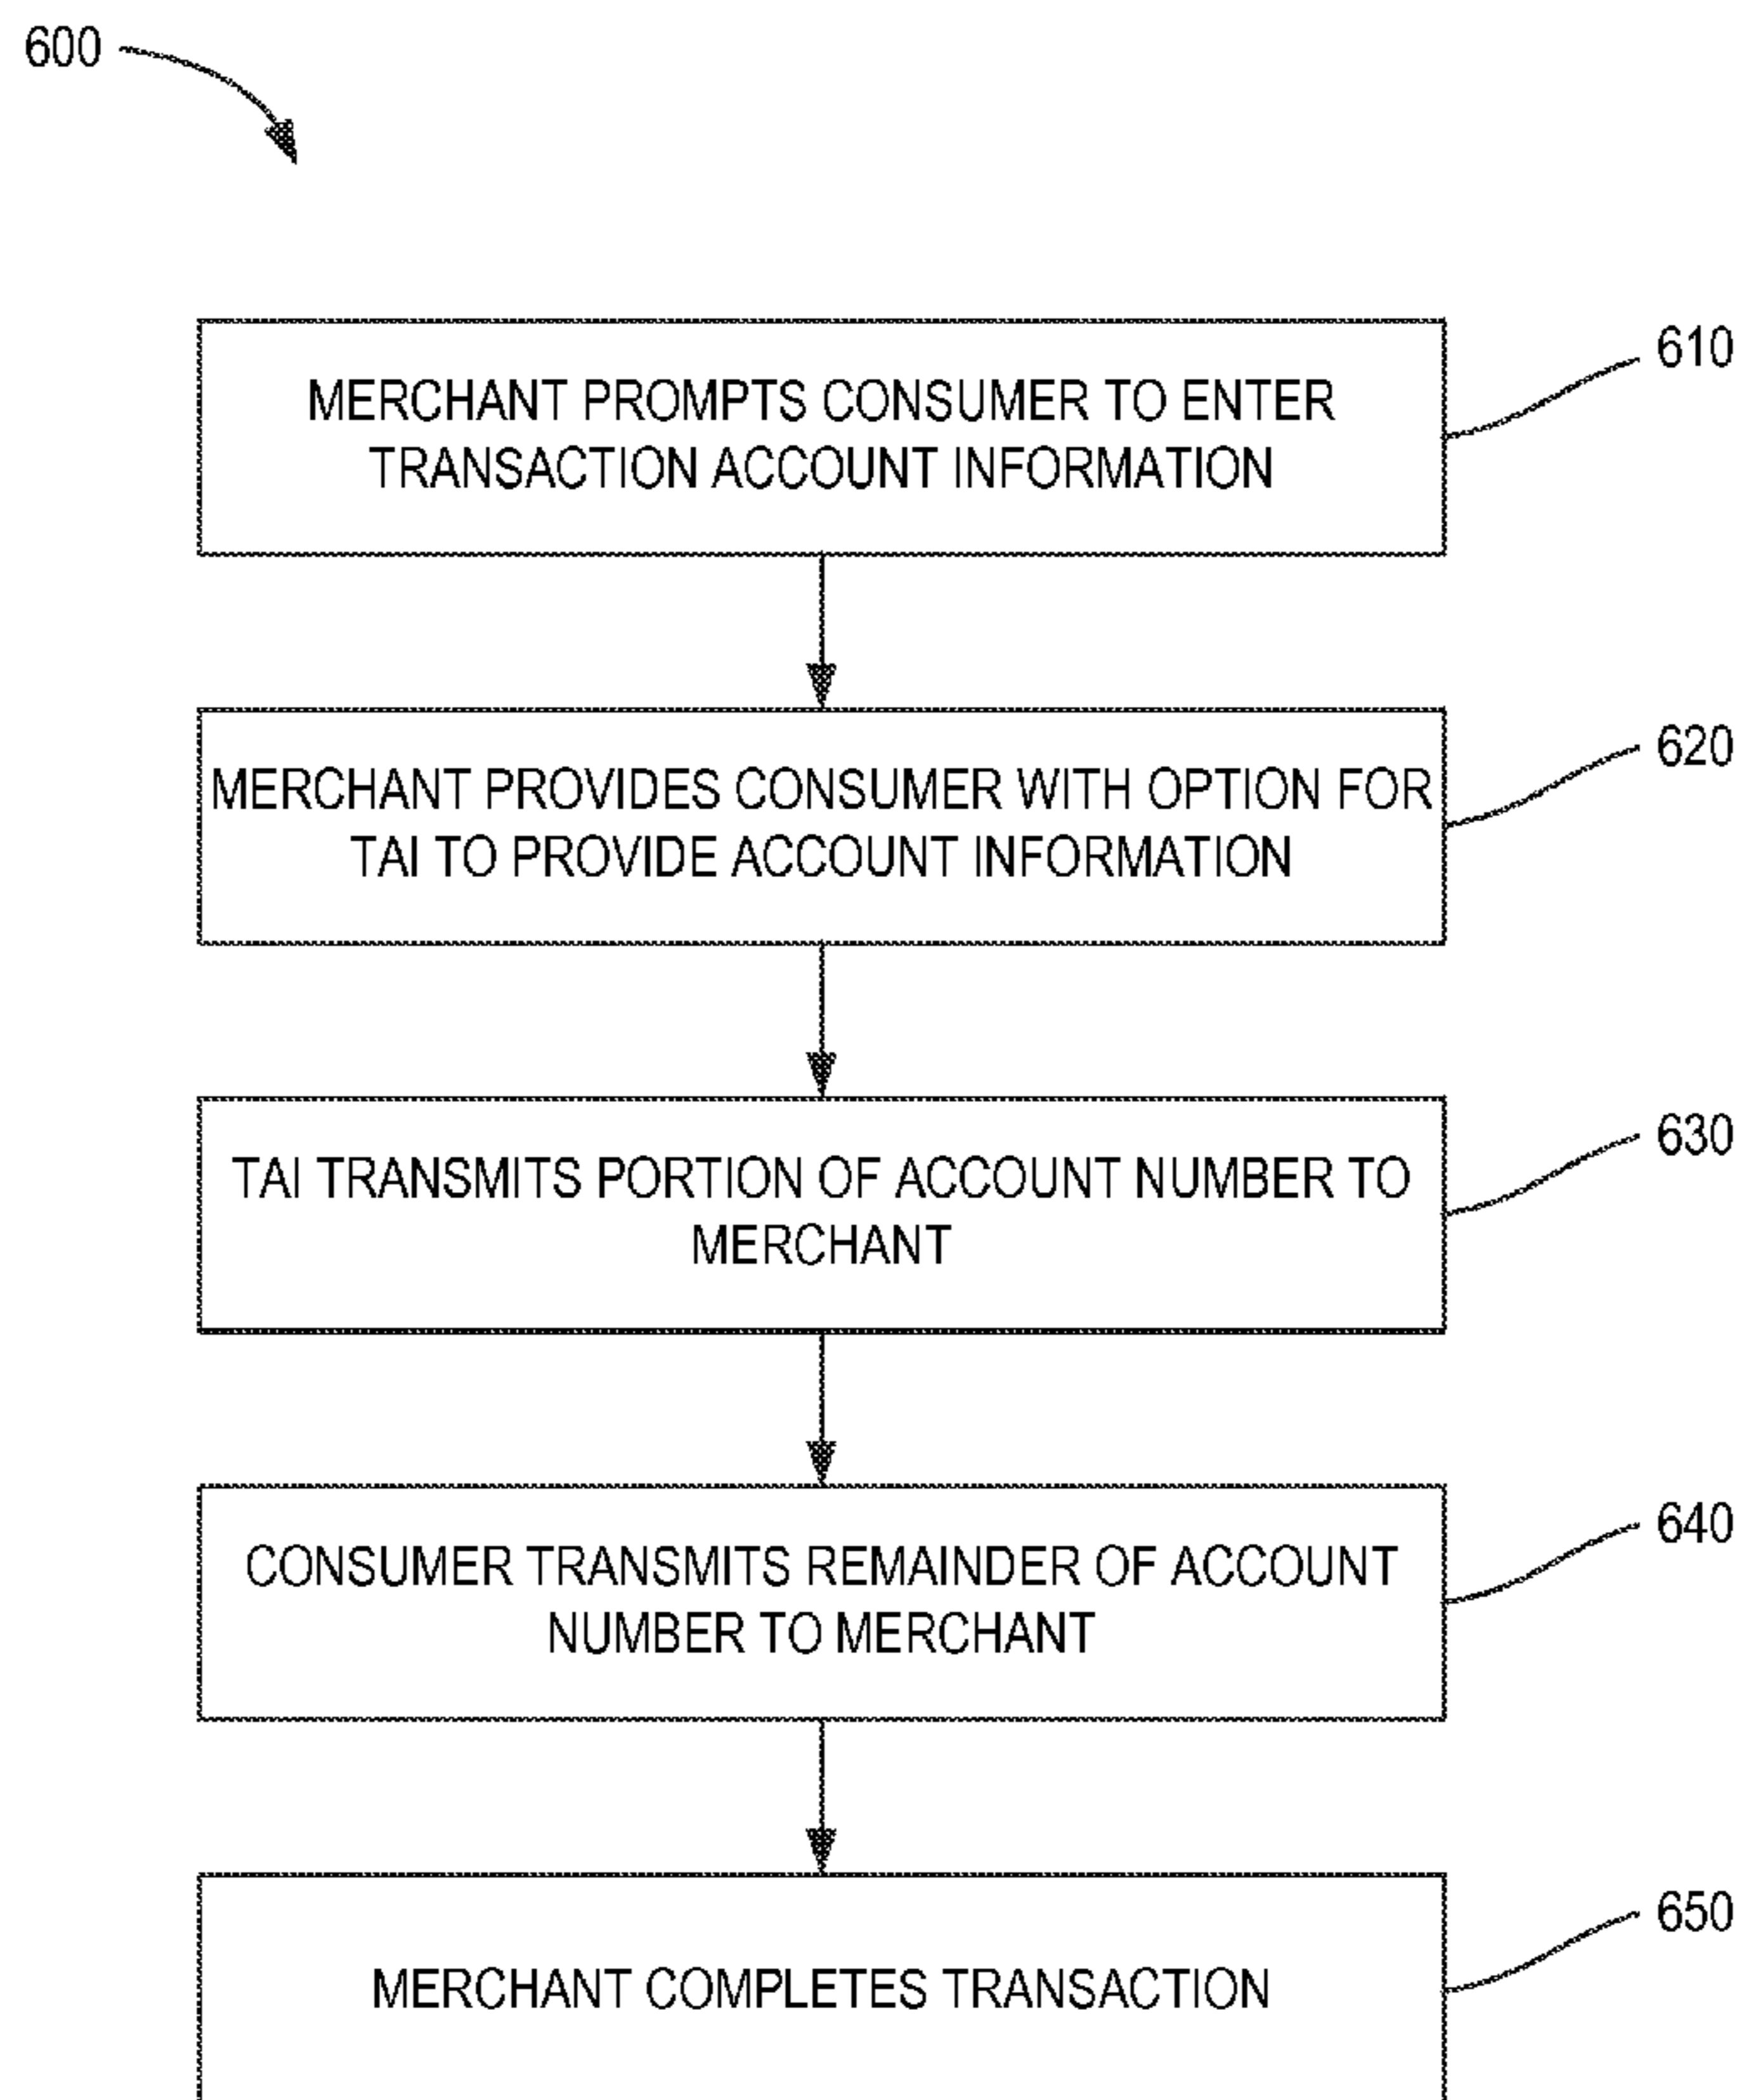 600
MERCHANT PROMPTS CONSUMER TO ENTER
TRANSACTION ACCOUNT INFORMATION
610
MERCHANT PROVIDES CONSUMER WITH OPTION FOR
TAI TO PROVIDE ACCOUNT INFORMATION
620
TAI TRANSMITS PORTION OF ACCOUNT NUMBER TO
MERCHANT
630
CONSUMER TRANSMITS REMAINDER OF ACCOUNT
NUMBER TO MERCHANT
640
MERCHANT COMPLETES TRANSACTION
650